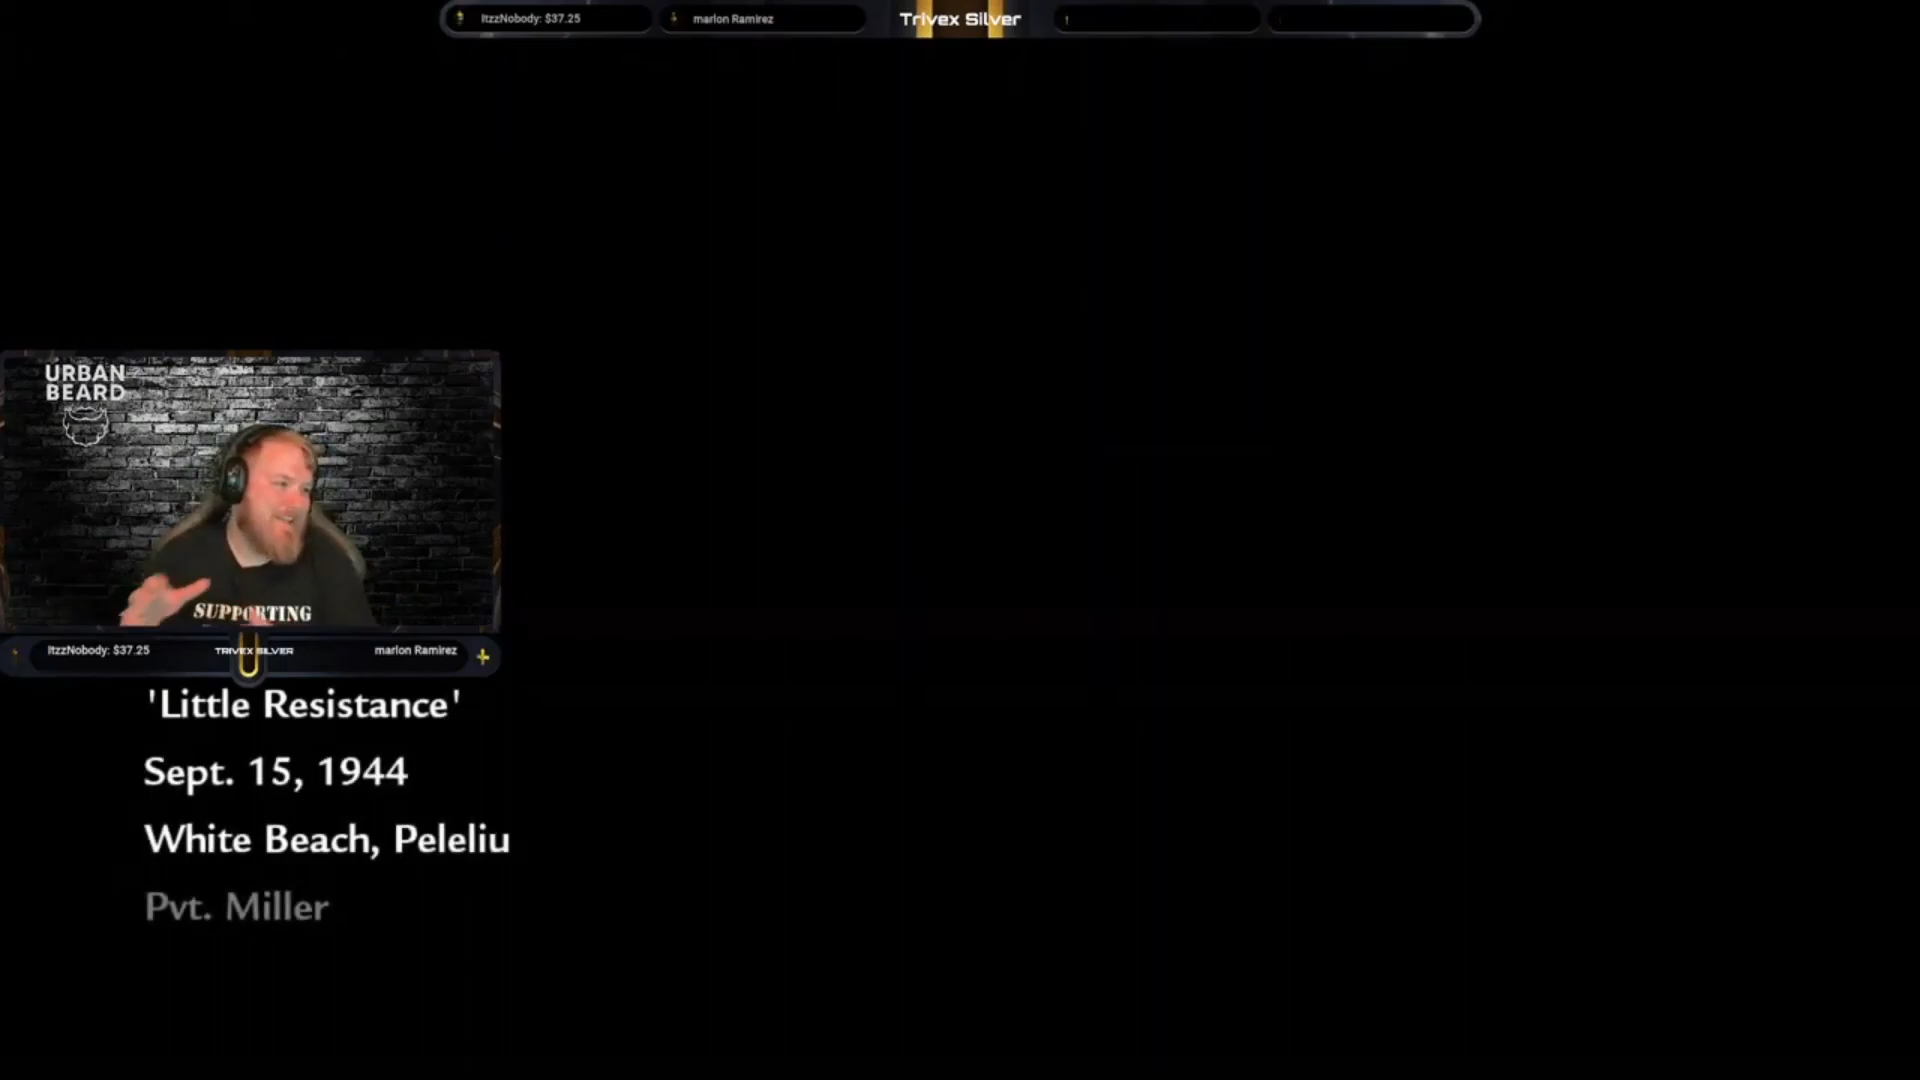 ItzzNobody: $37.25
marlon Ramirez
Trivex Silver
URBAN
BEARD
SUPPORTING
ItzzNobody: $37.25
TRIVEX SILVER
marlon Ramirez
'Little Resistance'
Sept. 15, 1944
White Beach, Peleliu
Pvt. Miller